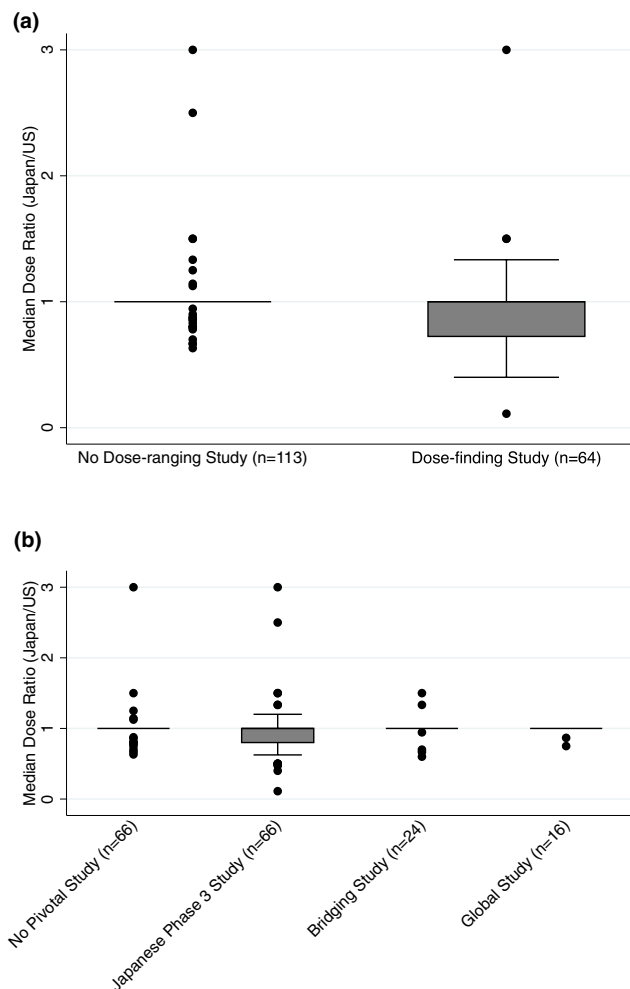 (a)
Median Dose Ratio (Japan/US)
3
2
1
0
No Dose-ranging Study (n=113)
Dose-finding Study (n=64)
(b)
Median Dose Ratio (Japan/US)
3
2
1
0
No Pivotal Study (n=66)
Japanese Phase 3 Study (n=66)
Bridging Study (n=24)
Global Study (n=16)